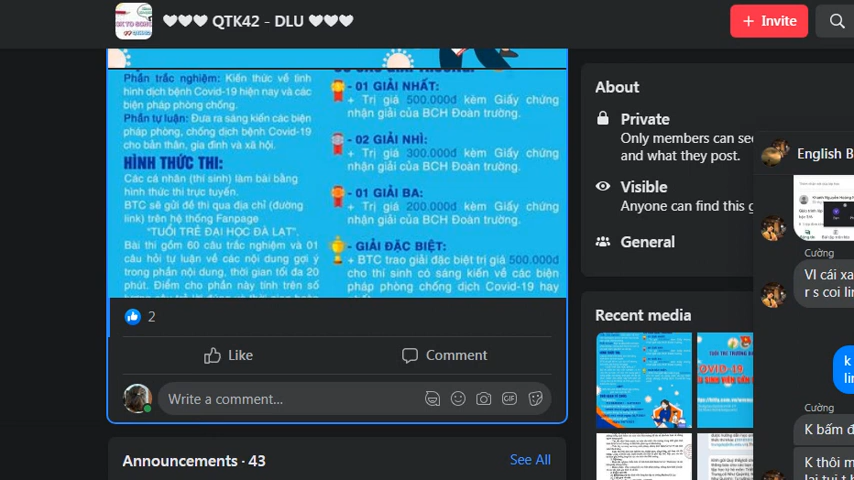 ♥♥♥ QTK42 - DLU ♥♥♥
+ Invite
Phần trắc nghiệm: Kiến thức về tình
hình dịch bệnh Covid-19 hiện nay và các
biện pháp phòng chống.
Phần tự luận: Đưa ra sáng kiến các biện
pháp phòng, chống dịch bệnh Covid-19
cho bản thân, gia đình và xã hội.
HÌNH THỨC THI:
Các cá nhân (thí sinh) làm bài bằng
hình thức thi trực tuyến.
BTC sẽ gửi đề thi qua địa chỉ (đường
link) trên hệ thống Fanpage
"TUỔI TRẺ ĐẠI HỌC ĐÀ LẠT".
Bài thi gồm 60 câu trắc nghiệm và 01
câu hỏi tự luận về các nội dung gợi ý
trong phần nội dung, thời gian tối đa 20
phút. Điểm cho phần này tính trên số
- 01 GIẢI NHẤT:
+ Trị giá 500.000đ kèm Giấy chứng
nhận giải của BCH Đoàn trường.
- 02 GIẢI NHÌ:
+ Trị giá 300.000đ kèm Giấy chứng
nhận giải của BCH Đoàn trường.
- 01 GIẢI BA:
+ Trị giá 200.000đ kèm Giấy chứng
nhận giải của BCH Đoàn trường.
- GIẢI ĐẶC BIỆT:
+ BTC trao giải đặc biệt trị giá 500.000đ
cho thí sinh có sáng kiến về các biện
pháp phòng chống dịch Covid-19 hay
2
Like
Comment
Write a comment...
GIF
Announcements · 43
See All
About
Private
Only members can see
and what they post.
Visible
Anyone can find this g
General
Recent media
English B
Cường
Ví cái xa
r s coi lin
k
lin
Cường
K bấm đ
K thôi m
lại tui t h